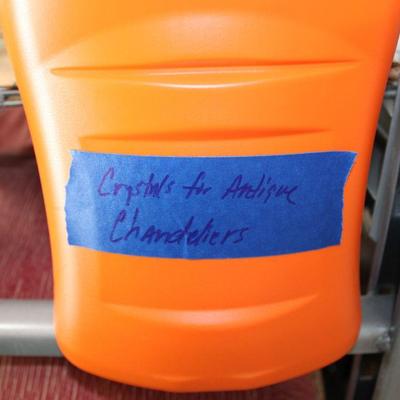 Crystals for Antique
Chandeliers